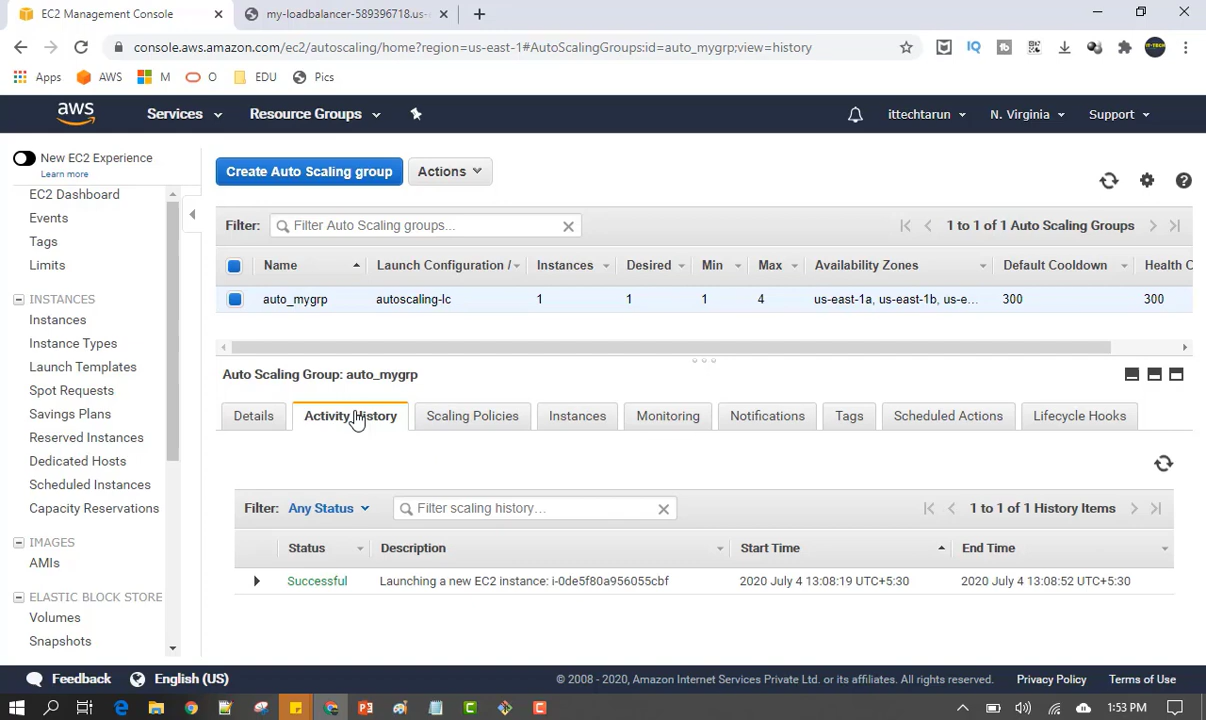 EC2 Management Console
my-loadbalancer-589396718.us-
console.aws.amazon.com/ec2/autoscaling/home?region=us-east-1#AutoScalingGroups:id=auto_mygrp;view=history
IQ
Apps AWS M O EDU Pics
aws Services Resource Groups ittechtarun N. Virginia Support
New EC2 Experience
Learn more
EC2 Dashboard
Events
Tags
Limits
INSTANCES
Instances
Instance Types
Launch Templates
Spot Requests
Savings Plans
Reserved Instances
Dedicated Hosts
Scheduled Instances
Capacity Reservations
IMAGES
AMIs
ELASTIC BLOCK STORE
Volumes
Snapshots
Create Auto Scaling group Actions
Filter: Filter Auto Scaling groups... 1 to 1 of 1 Auto Scaling Groups
Name Launch Configuration / Instances Desired Min Max Availability Zones Default Cooldown Health C
auto_mygrp autoscaling-lc 1 1 1 4 us-east-1a, us-east-1b, us-e... 300 300
Auto Scaling Group: auto_mygrp
Details Activity History Scaling Policies Instances Monitoring Notifications Tags Scheduled Actions Lifecycle Hooks
Filter: Any Status Filter scaling history... 1 to 1 of 1 History Items
Status Description Start Time End Time
Successful Launching a new EC2 instance: i-0de5f80a956055cbf 2020 July 4 13:08:19 UTC+5:30 2020 July 4 13:08:52 UTC+5:30
Feedback English (US) © 2008 - 2020, Amazon Internet Services Private Ltd. or its affiliates. All rights reserved. Privacy Policy Terms of Use
1:53 PM